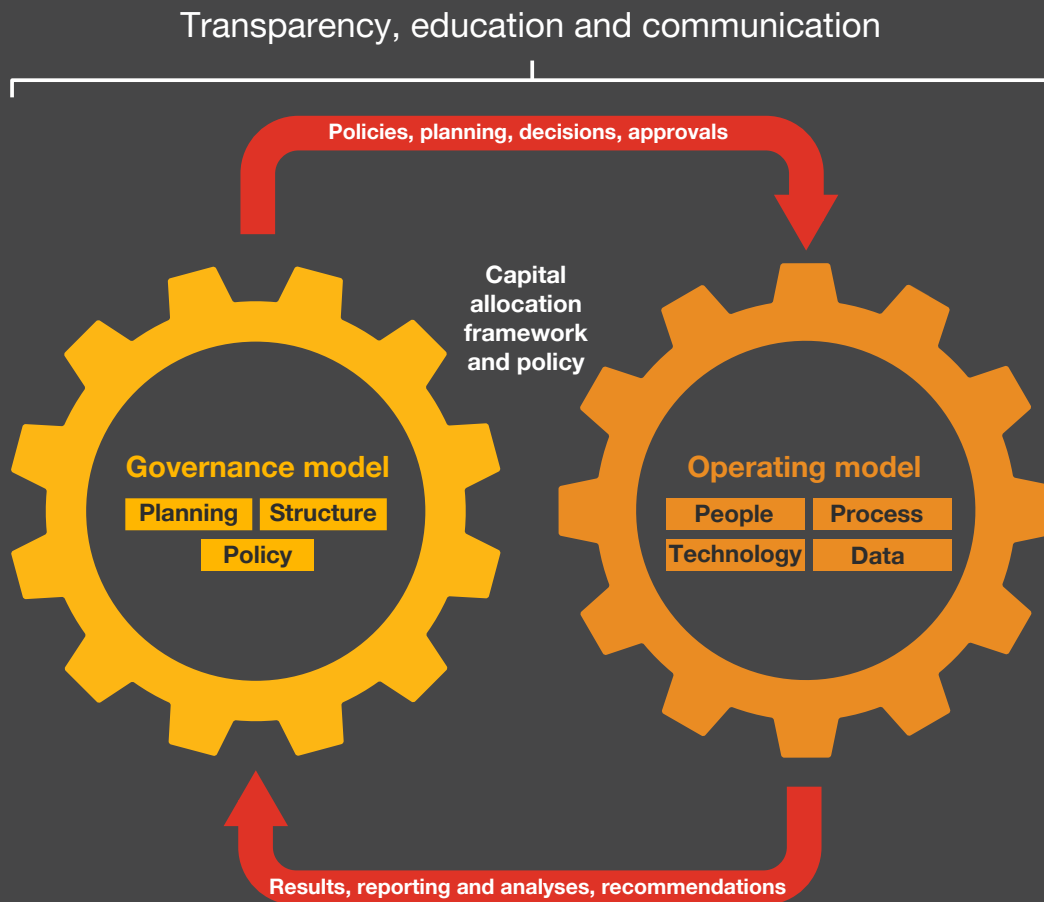 Transparency, education and communication
Policies, planning, decisions, approvals
Capital
allocation
framework
and policy
Governance model
Planning Structure
Policy
Operating model
People Process
Technology Data
Results, reporting and analyses, recommendations